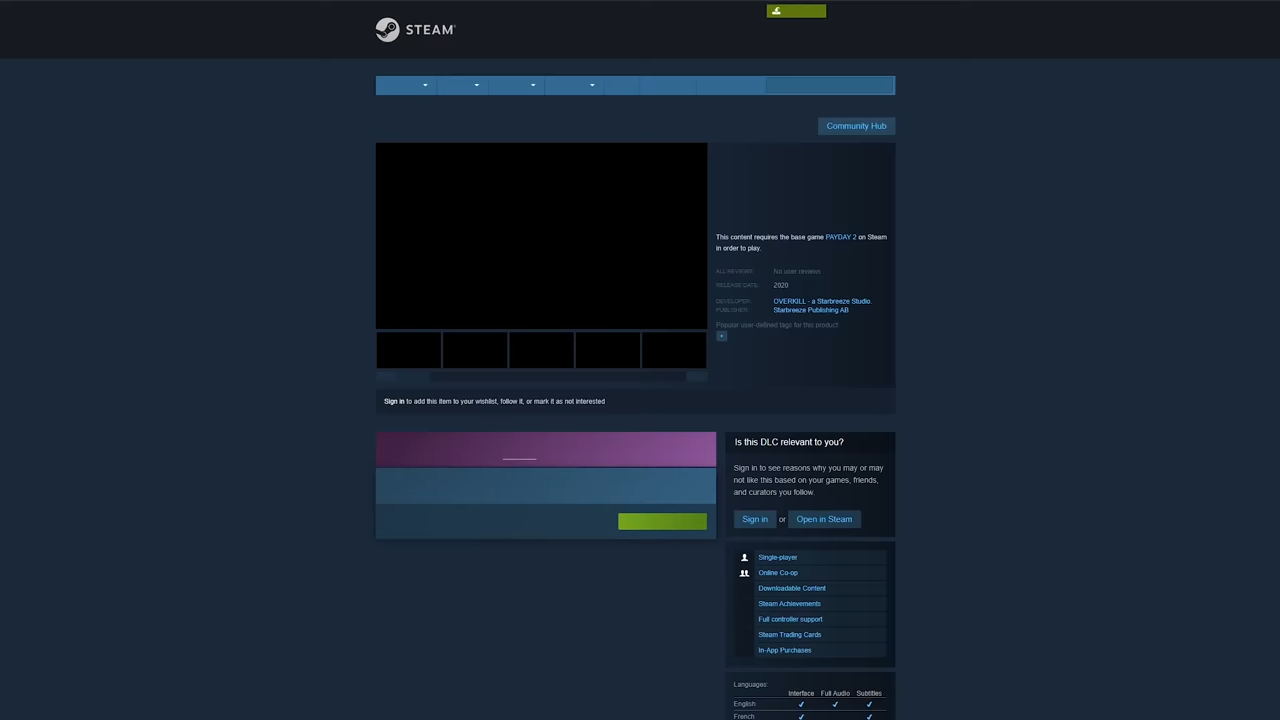 STEAM
Community Hub
This content requires the base game PAYDAY 2 on Steam
in order to play.
ALL REVIEWS: No user reviews
RELEASE DATE: 2020
DEVELOPER: OVERKILL - a Starbreeze Studio.
PUBLISHER: Starbreeze Publishing AB
Popular user-defined tags for this product
+
Sign in to add this item to your wishlist, follow it, or mark it as not interested
Is this DLC relevant to you?
Sign in to see reasons why you may or may
not like this based on your games, friends,
and curators you follow.
Sign in or Open in Steam
Single-player
Online Co-op
Downloadable Content
Steam Achievements
Full controller support
Steam Trading Cards
In-App Purchases
Languages:
Interface Full Audio Subtitles
English ✔ ✔ ✔
French ✔ ✔